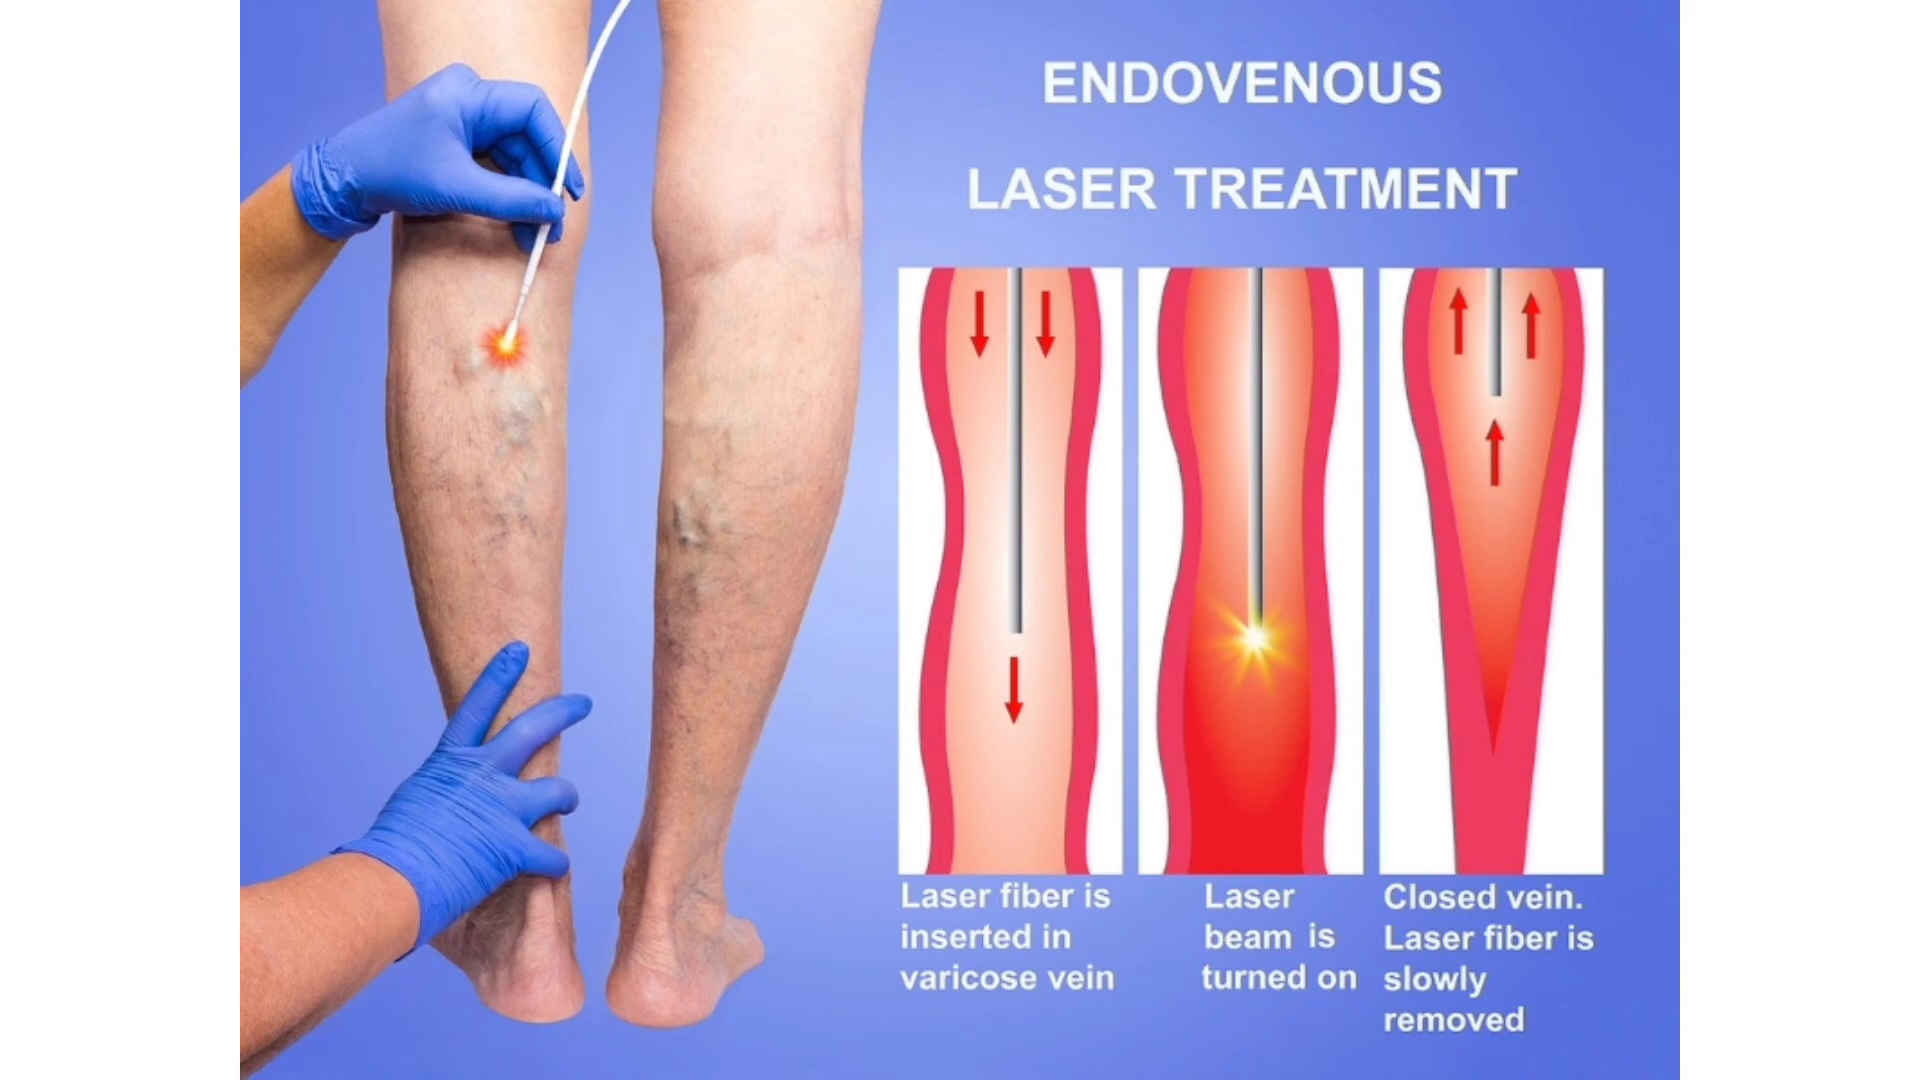 ENDOVENOUS
LASER TREATMENT
Laser fiber is
inserted in
varicose vein
Laser
beam is
turned on
Closed vein.
Laser fiber is
slowly
removed